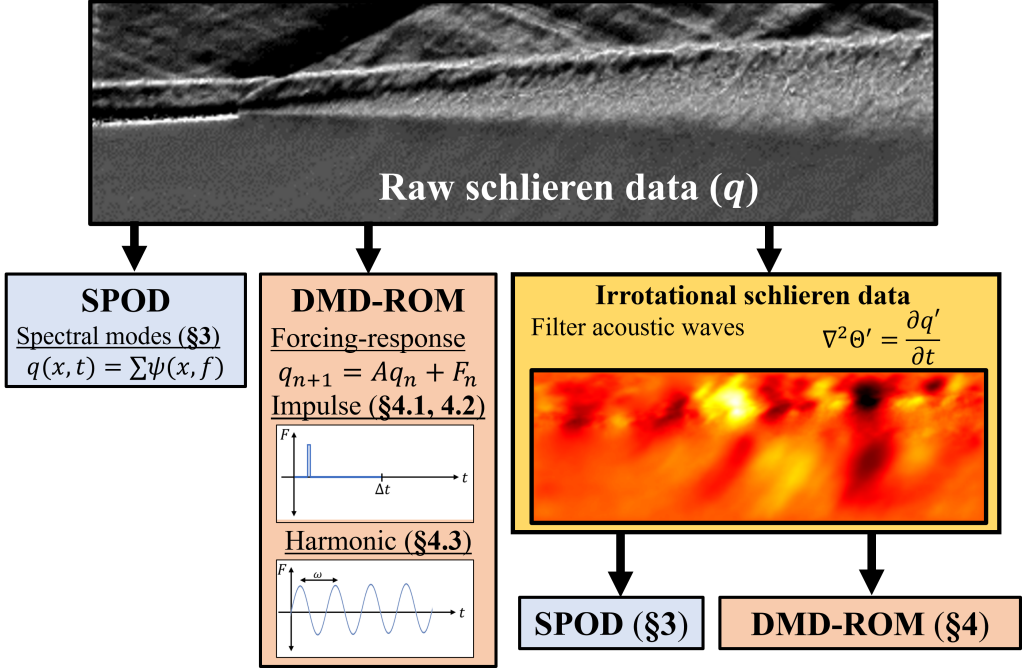 Raw schlieren data (q)
SPOD
Spectral modes (§3)
q(x, t) = ∑ψ(x, f)
DMD-ROM
Forcing-response
qₙ₊₁ = Aqₙ + Fₙ
Impulse (§4.1, 4.2)
F
t
Δt
Harmonic (§4.3)
F
ω
t
Irrotational schlieren data
Filter acoustic waves
∇²Θ′ = ∂q′/∂t
SPOD (§3)
DMD-ROM (§4)